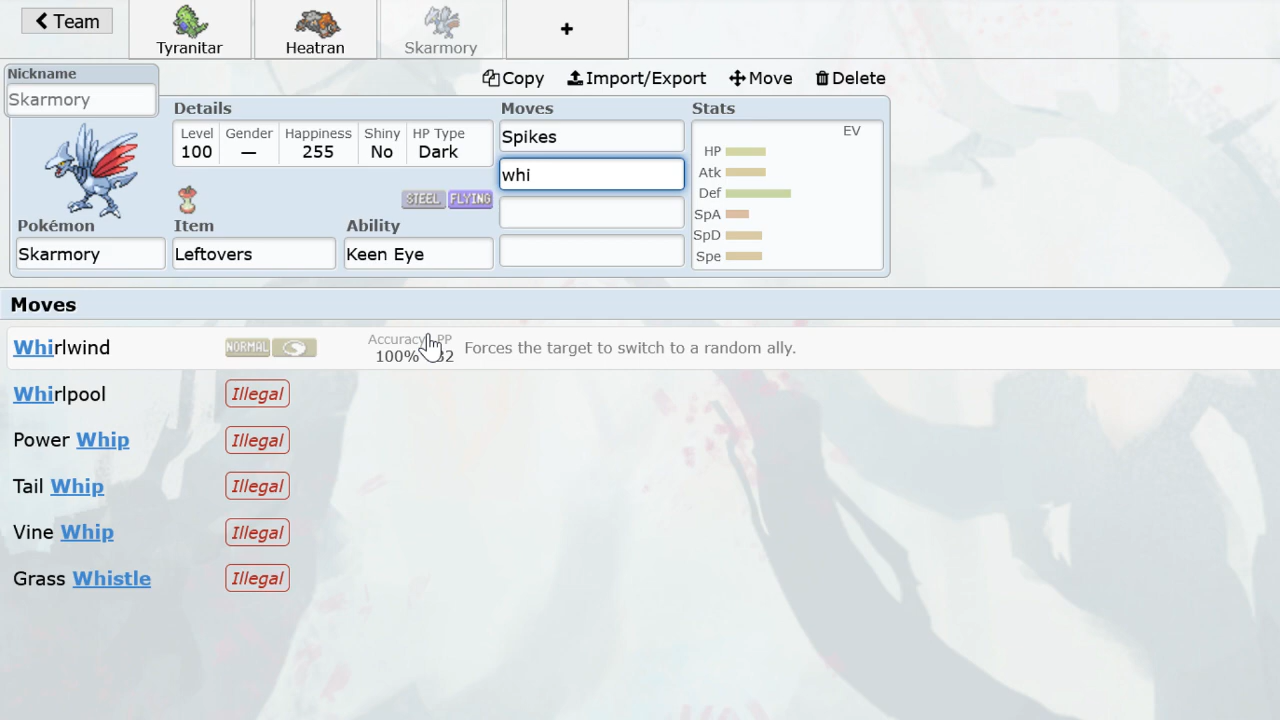 Team
Tyranitar
Heatran
Skarmory
+
Nickname
Skarmory
Copy
Import/Export
Move
Delete
Details
Moves
Stats
Level
100
Gender
—
Happiness
255
Shiny
No
HP Type
Dark
Spikes
whi
EV
HP
Atk
Def
SpA
SpD
Spe
STEEL FLYING
Pokémon
Skarmory
Item
Leftovers
Ability
Keen Eye
Moves
Whirlwind
NORMAL
Accuracy PP
100% 32
Forces the target to switch to a random ally.
Whirlpool Illegal
Power Whip Illegal
Tail Whip Illegal
Vine Whip Illegal
Grass Whistle Illegal